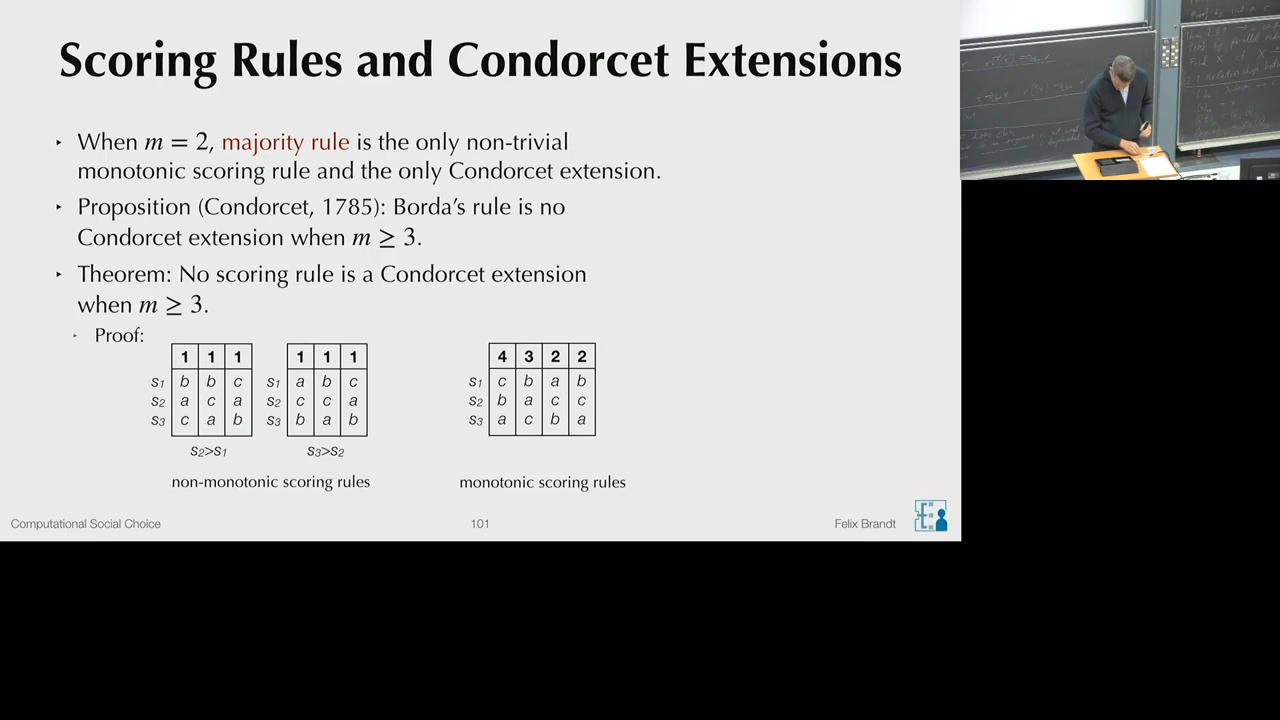 Scoring Rules and Condorcet Extensions
‣ When m = 2, majority rule is the only non-trivial
monotonic scoring rule and the only Condorcet extension.
‣ Proposition (Condorcet, 1785): Borda's rule is no
Condorcet extension when m ≥ 3.
‣ Theorem: No scoring rule is a Condorcet extension
when m ≥ 3.
‣ Proof:
1 1 1 1 1 1 4 3 2 2
s1 b b c s1 a b c s1 c b a b
s2 a c a s2 c c a s2 b a c c
s3 c a b s3 b a b s3 a c b a
s2>s1 s3>s2
non-monotonic scoring rules monotonic scoring rules
Computational Social Choice 101 Felix Brandt